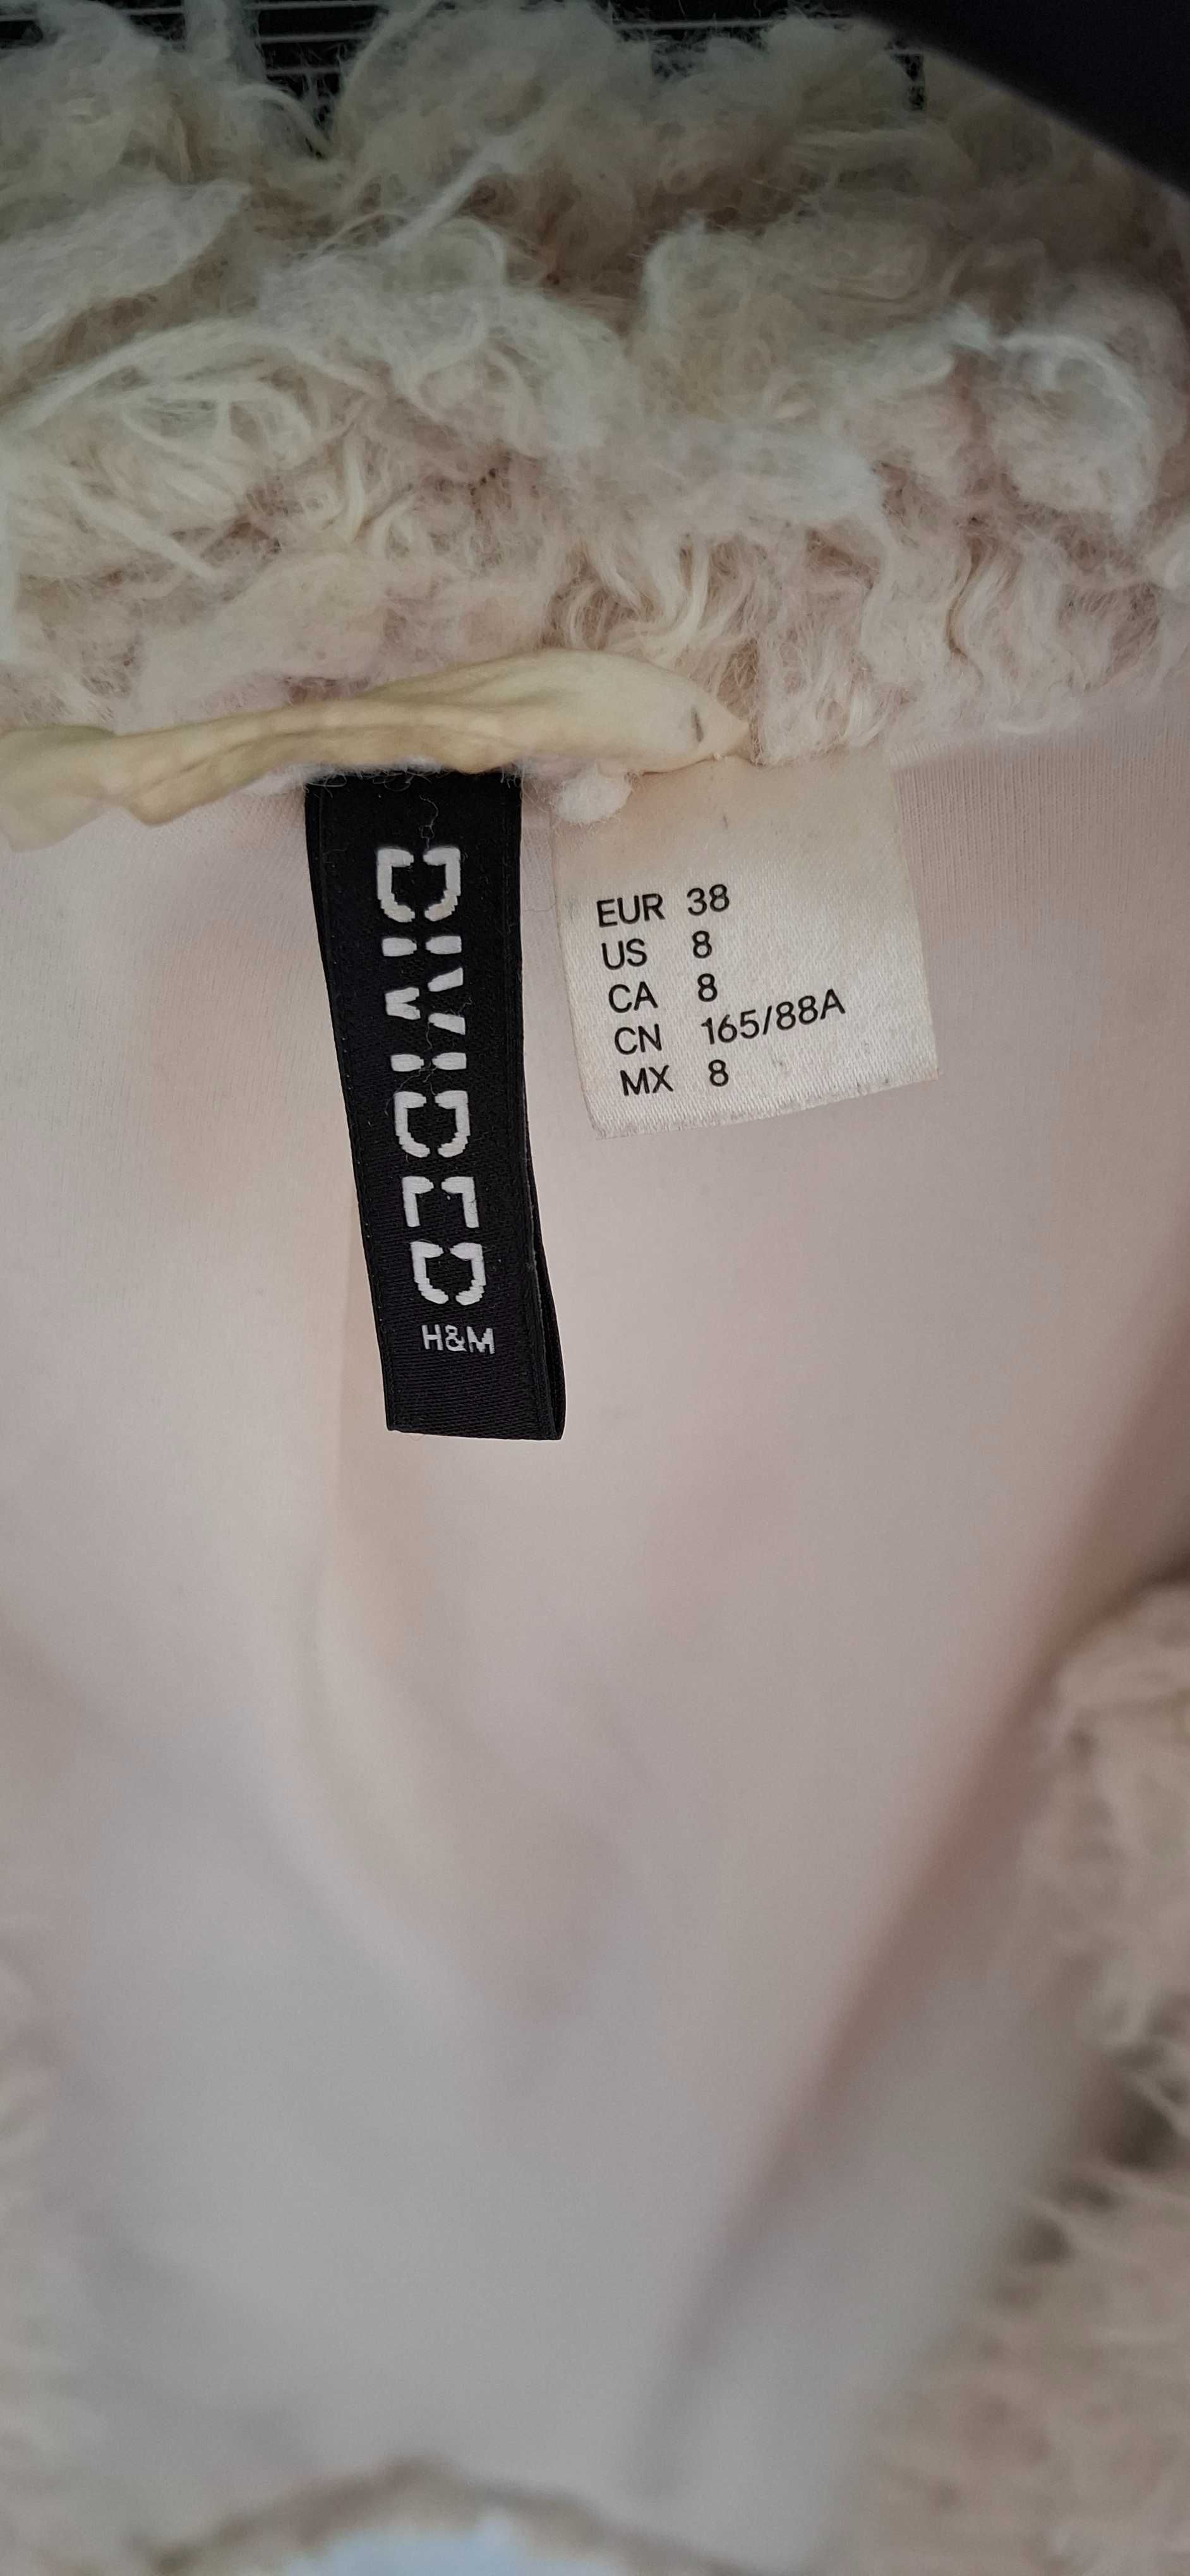 DIVIDED
H&M
EUR 38
US 8
CA 8
CN 165/88A
MX 8